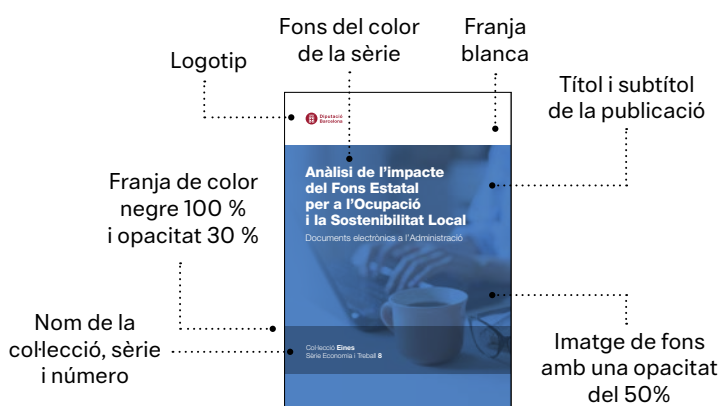 Fons del color
de la sèrie
Franja
blanca
Logotip
Títol i subtítol
de la publicació
Diputació
Barcelona
Anàlisi de l'impacte
del Fons Estatal
per a l'Ocupació
i la Sostenibilitat Local
Documents electrònics a l'Administració
Franja de color
negre 100 %
i opacitat 30 %
Nom de la
col·lecció, sèrie
i número
Col·lecció Eines
Sèrie Economia i Treball 8
Imatge de fons
amb una opacitat
del 50%